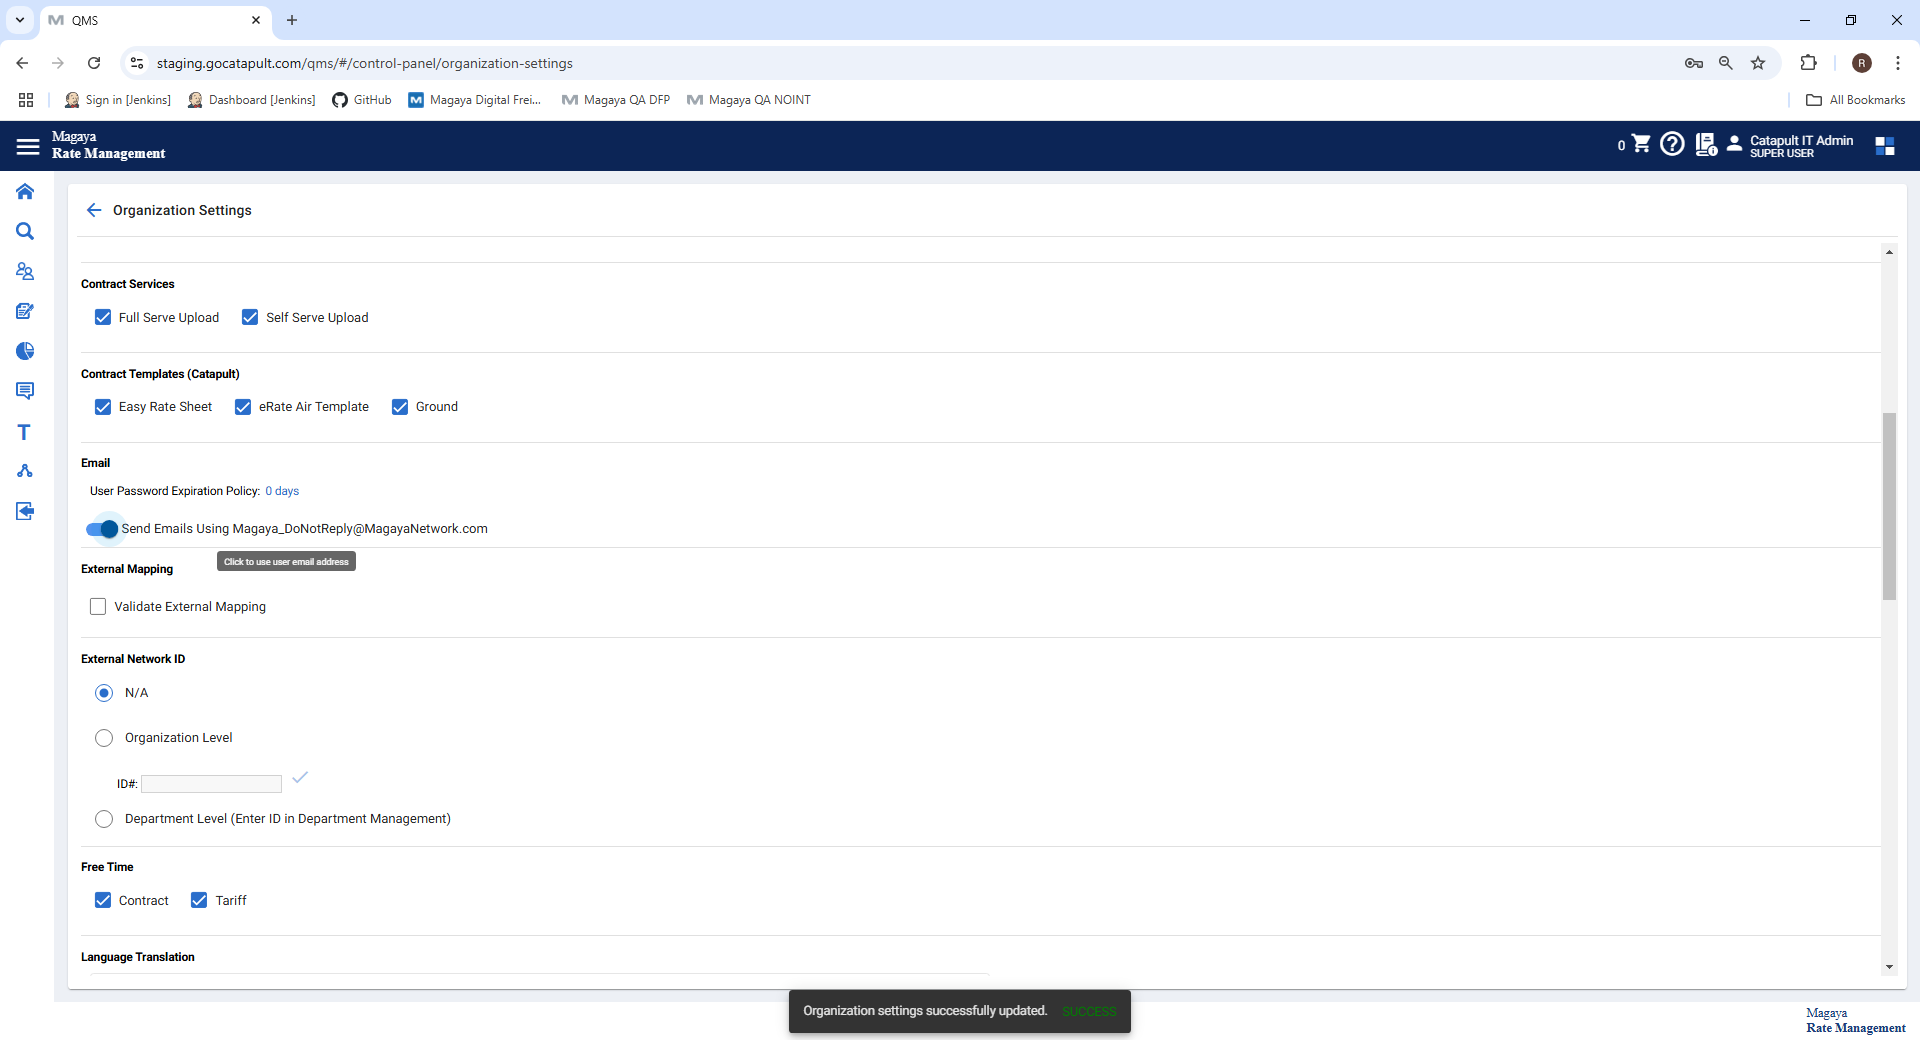 QMS
staging.gocatapult.com/qms/#/control-panel/organization-settings
R
Sign in [Jenkins]
Dashboard [Jenkins]
GitHub
Magaya Digital Frei...
Magaya QA DFP
Magaya QA NOINT
All Bookmarks
Magaya
Rate Management
0
Catapult IT Admin
SUPER USER
T
Organization Settings
Contract Services
Full Serve Upload
Self Serve Upload
Contract Templates (Catapult)
Easy Rate Sheet
eRate Air Template
Ground
Email
User Password Expiration Policy: 0 days
Send Emails Using Magaya_DoNotReply@MagayaNetwork.com
Click to use user email address
External Mapping
Validate External Mapping
External Network ID
N/A
Organization Level
ID#:
Department Level (Enter ID in Department Management)
Free Time
Contract
Tariff
Language Translation
Organization settings successfully updated. SUCCESS
Magaya
Rate Management